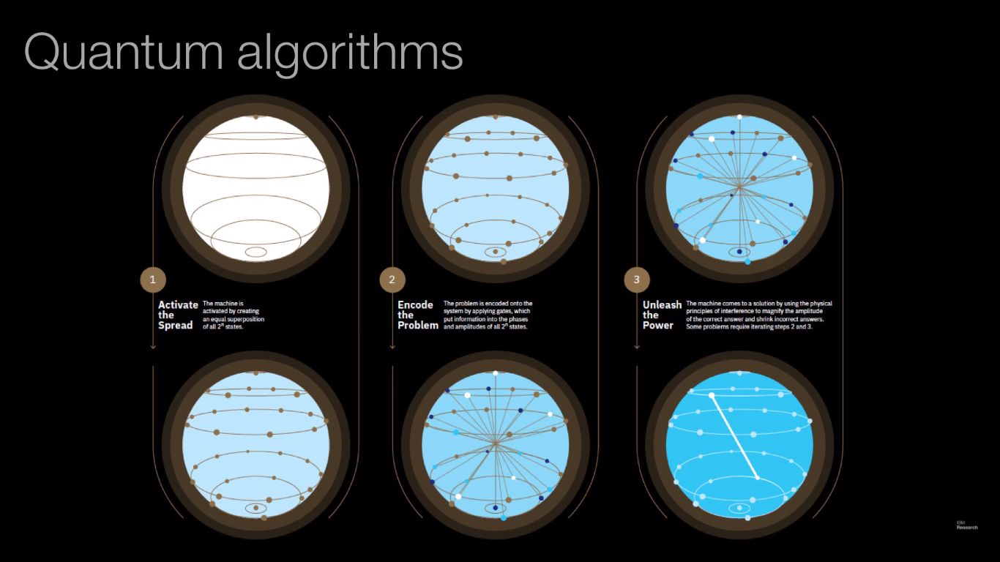 Quantum algorithms
1
Activate
the
Spread
The machine is
activated by creating
an equal superposition
of all 2ⁿ states.
2
Encode
the
Problem
The problem is encoded onto the
system by applying gates, which
put information into the phases
and amplitudes of all 2ⁿ states.
3
Unleash
the
Power
The machine comes to a solution by using the physical
principles of interference to magnify the amplitude
of the correct answer and shrink incorrect answers.
Some problems require iterating steps 2 and 3.
IBM
Research